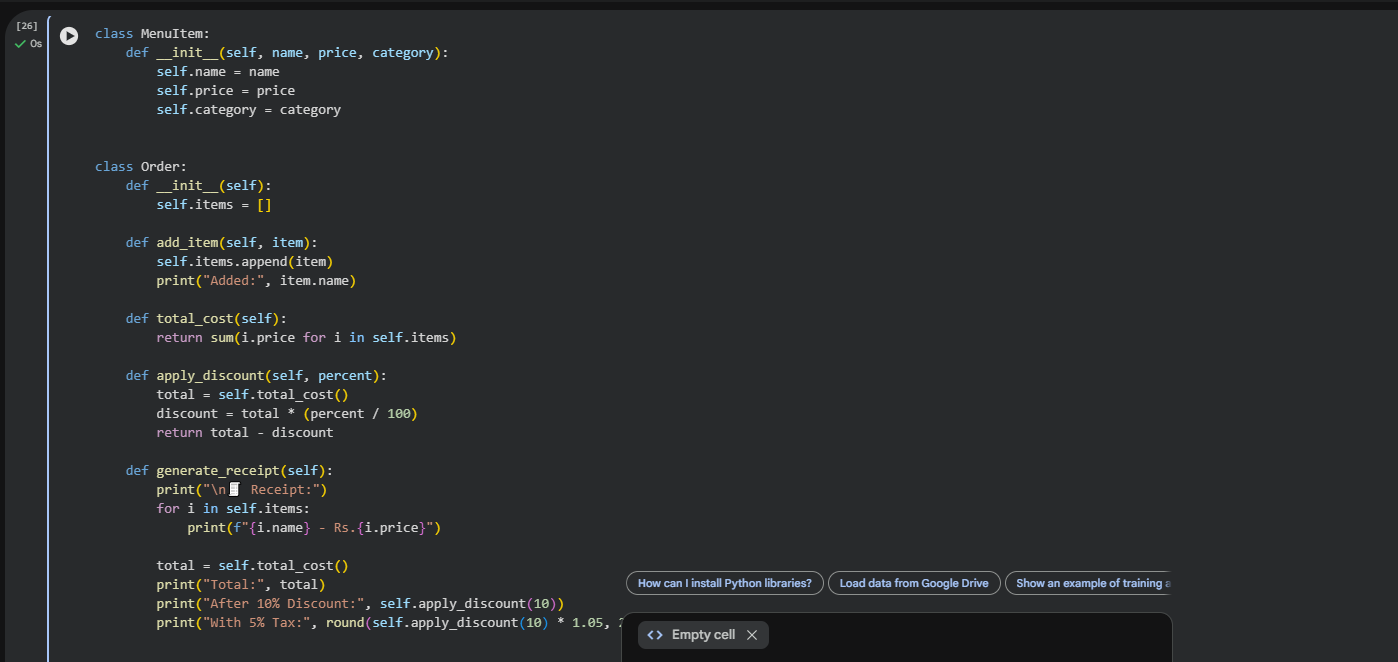 [26]
0s
class MenuItem:
    def __init__(self, name, price, category):
        self.name = name
        self.price = price
        self.category = category
class Order:
    def __init__(self):
        self.items = []
    def add_item(self, item):
        self.items.append(item)
        print("Added:", item.name)
    def total_cost(self):
        return sum(i.price for i in self.items)
    def apply_discount(self, percent):
        total = self.total_cost()
        discount = total * (percent / 100)
        return total - discount
    def generate_receipt(self):
        print("\n🧾 Receipt:")
        for i in self.items:
            print(f"{i.name} - Rs.{i.price}")
        total = self.total_cost()
        print("Total:", total)
        print("After 10% Discount:", self.apply_discount(10))
        print("With 5% Tax:", round(self.apply_discount(10) * 1.05,
How can I install Python libraries?
Load data from Google Drive
Show an example of training
Empty cell